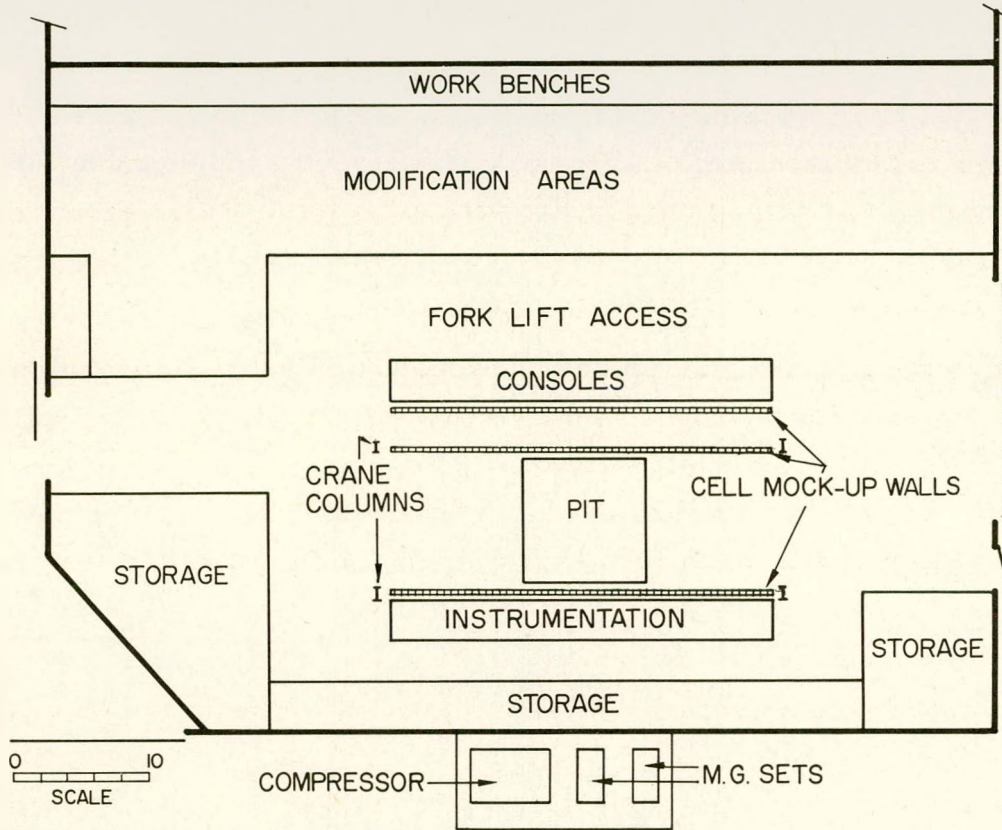 WORK BENCHES
MODIFICATION AREAS
FORK LIFT ACCESS
CONSOLES
CRANE
COLUMNS
CELL MOCK-UP WALLS
PIT
STORAGE
INSTRUMENTATION
STORAGE
STORAGE
0 10
SCALE
COMPRESSOR
M.G. SETS